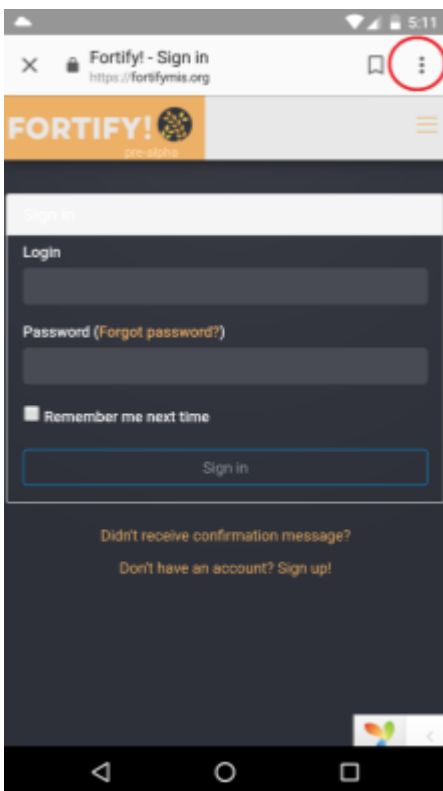 5:11
Fortify! - Sign in
https://fortifymis.org
FORTIFY!
pre-alpha
Sign in
Login
Password (Forgot password?)
Remember me next time
Sign in
Didn't receive confirmation message?
Don't have an account? Sign up!